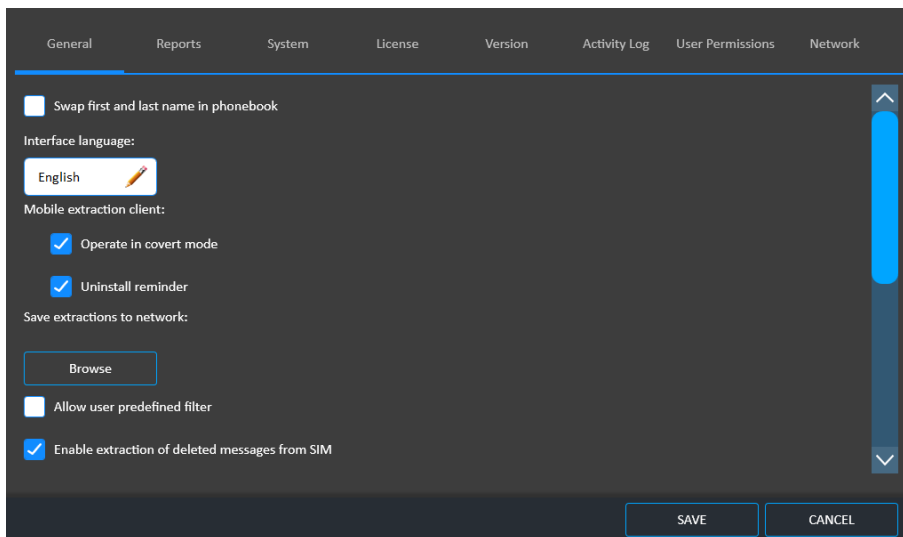 General Reports System License Version Activity Log User Permissions Network
Swap first and last name in phonebook
Interface language:
English
Mobile extraction client:
Operate in covert mode
Uninstall reminder
Save extractions to network:
Browse
Allow user predefined filter
Enable extraction of deleted messages from SIM
SAVE CANCEL